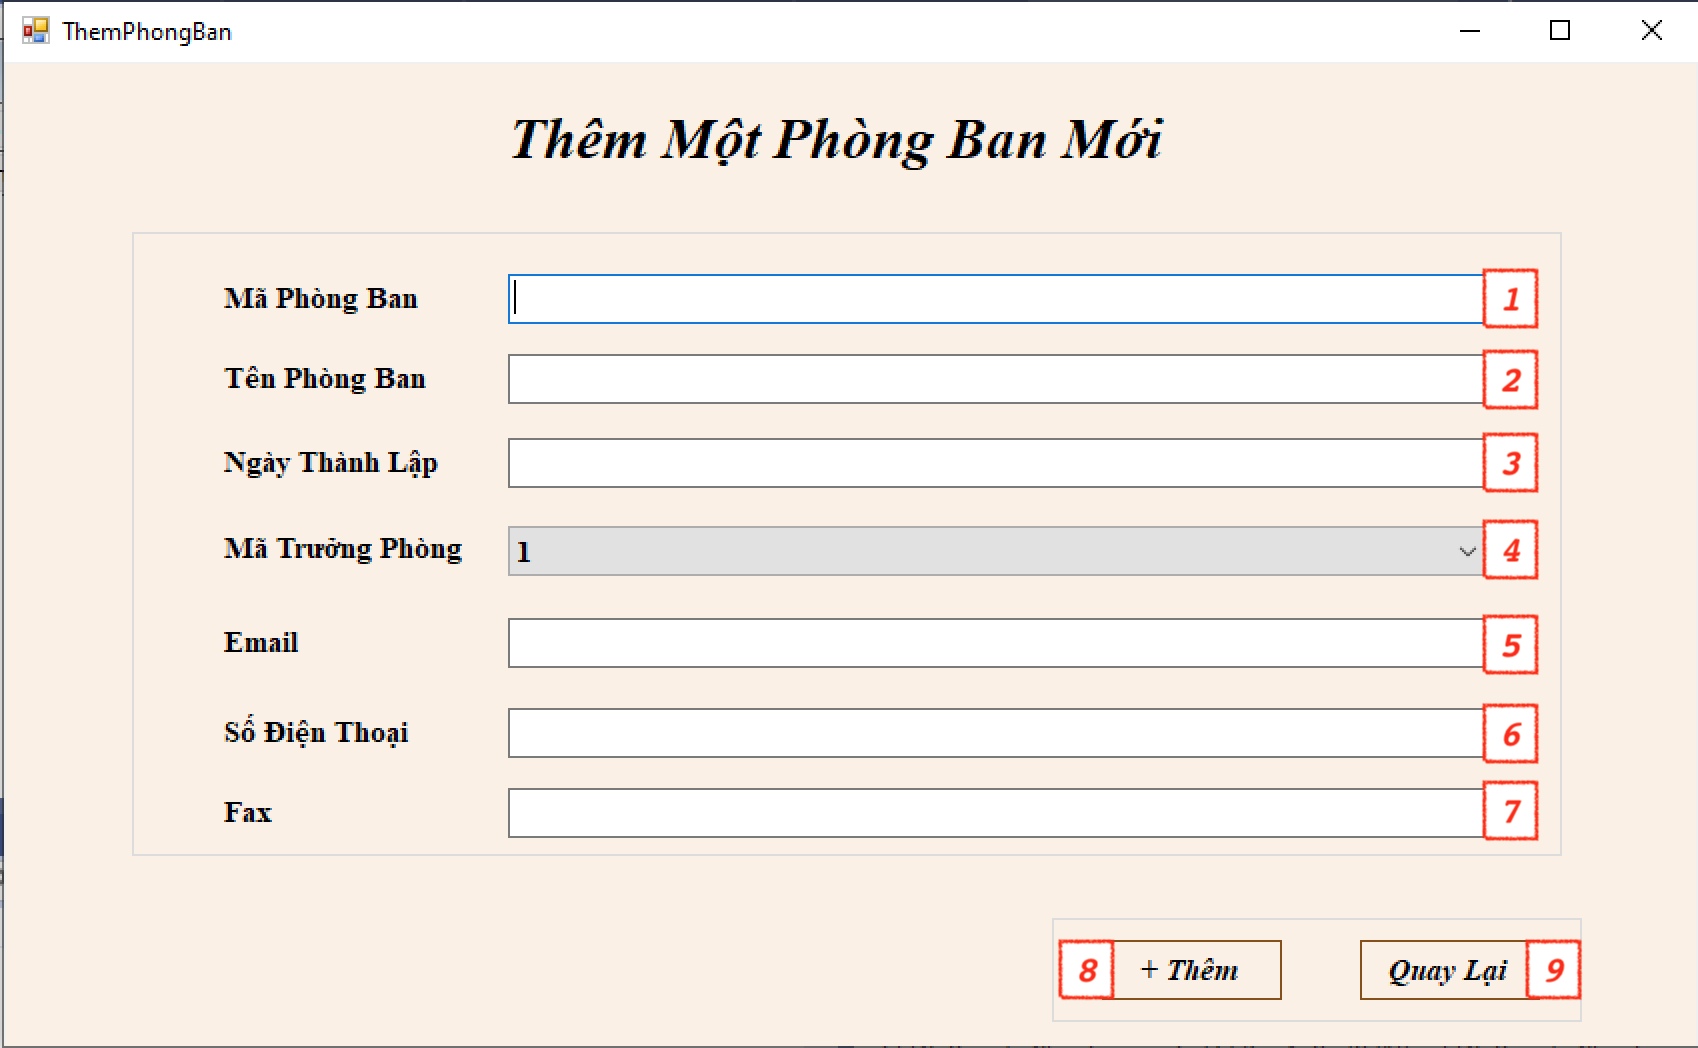 ThemPhongBan
Thêm Một Phòng Ban Mới
Mã Phòng Ban 1
Tên Phòng Ban 2
Ngày Thành Lập 3
Mã Trưởng Phòng 1 4
Email 5
Số Điện Thoại 6
Fax 7
8 + Thêm Quay Lại 9